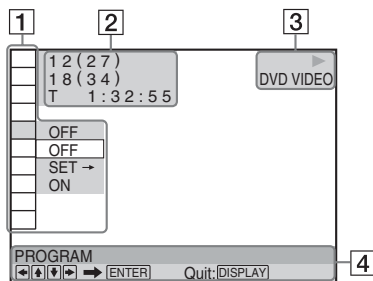 1 2 3
12(27)
18(34)
T 1:32:55
DVD VIDEO
OFF
OFF
SET →
ON
PROGRAM
ENTER Quit: DISPLAY
4